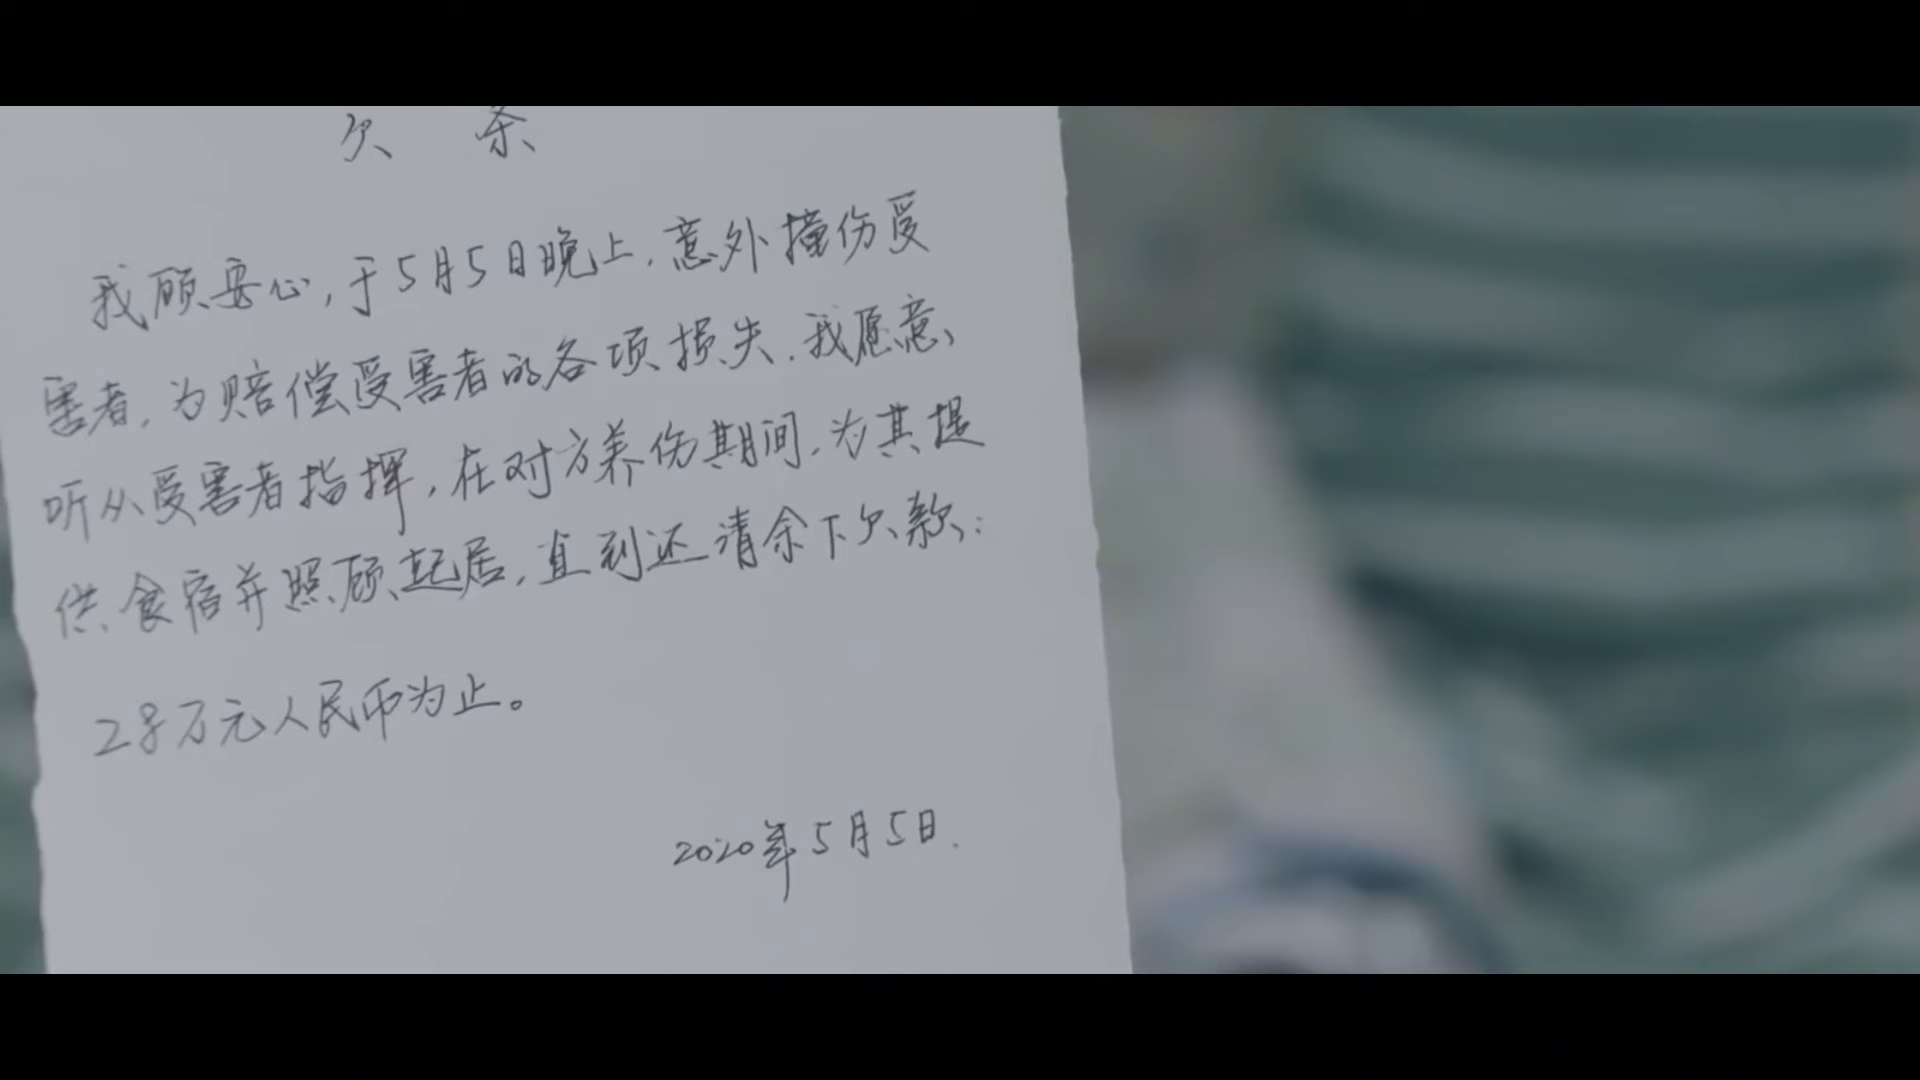 欠 条
我顾安心，于5月5日晚上，意外撞伤受
害者，为赔偿受害者的各项损失，我愿意，
听从受害者指挥，在对方养伤期间，为其提
供食宿并照顾起居，直到还清余下欠款：
28万元人民币为止。
2020年5月5日.